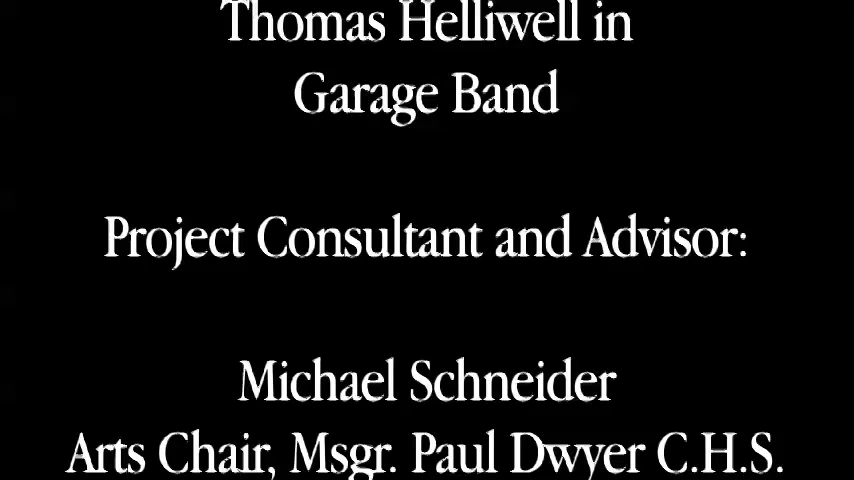 Thomas Helliwell in
Garage Band
Project Consultant and Advisor:
Michael Schneider
Arts Chair, Msgr. Paul Dwyer C.H.S.